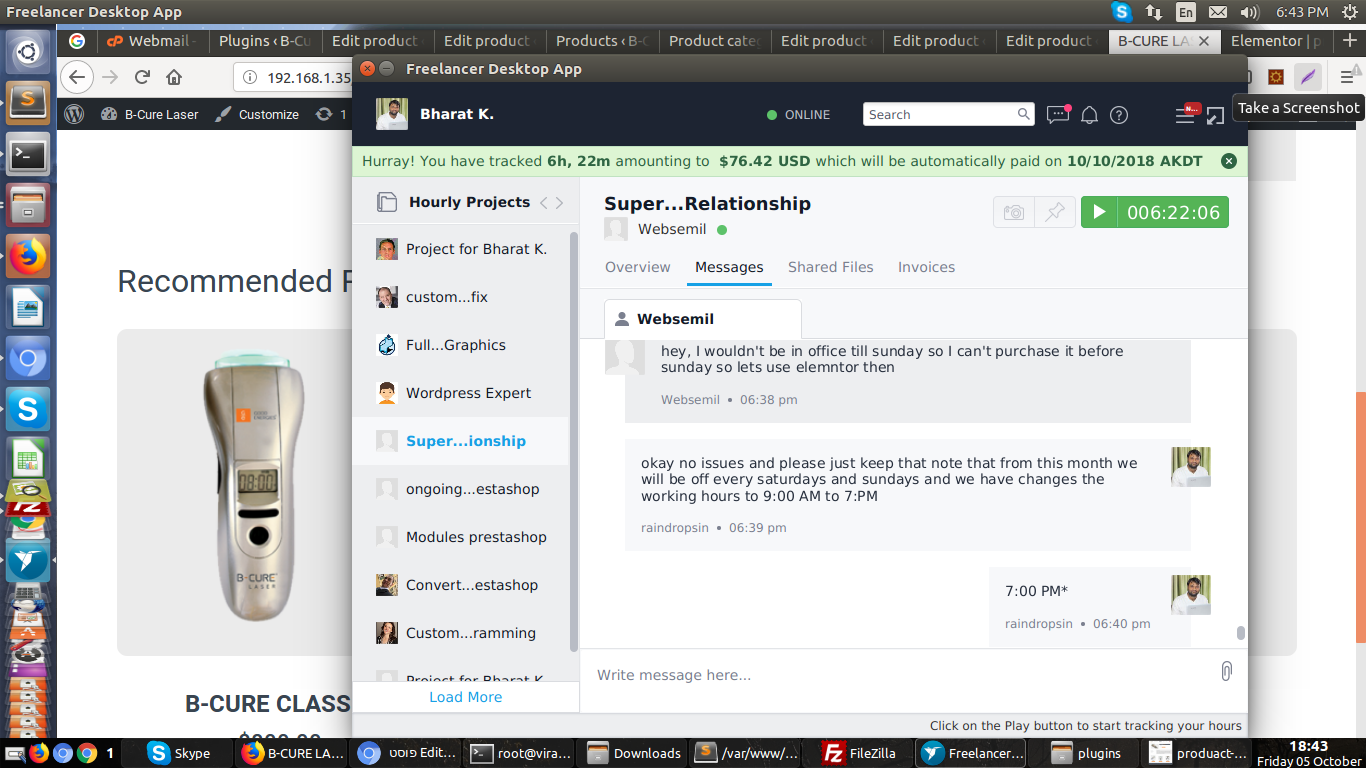 Freelancer Desktop App
En
6:43 PM
Webmail -
Plugins ‹ B-Cu
Edit product
Edit product
Products ‹ B-C
Product cate
Edit product
Edit product
Edit product
B-CURE LA
Elementor | p
192.168.1.35
Take a Screenshot
B-Cure Laser
Customize
1
Freelancer Desktop App
Bharat K.
ONLINE
Search
Hurray! You have tracked 6h, 22m amounting to $76.42 USD which will be automatically paid on 10/10/2018 AKDT
Hourly Projects
Project for Bharat K.
custom...fix
Full...Graphics
Wordpress Expert
Super...ionship
ongoing...estashop
Modules prestashop
Convert...estashop
Custom...ramming
Project for Bharat K.
Load More
Super...Relationship
Websemil
006:22:06
Overview
Messages
Shared Files
Invoices
Websemil
hey, I wouldn't be in office till sunday so I can't purchase it before
sunday so lets use elemntor then
Websemil • 06:38 pm
okay no issues and please just keep that note that from this month we
will be off every saturdays and sundays and we have changes the
working hours to 9:00 AM to 7:PM
raindropsin • 06:39 pm
7:00 PM*
raindropsin • 06:40 pm
Write message here...
Click on the Play button to start tracking your hours
Recommended
08:00
B-CURE
LASER
B-CURE CLASS
1
Skype
B-CURE LA...
פוסט Edit...
root@vira...
Downloads
/var/www/...
FileZilla
Freelancer...
plugins
produact-...
18:43
Friday 05 October